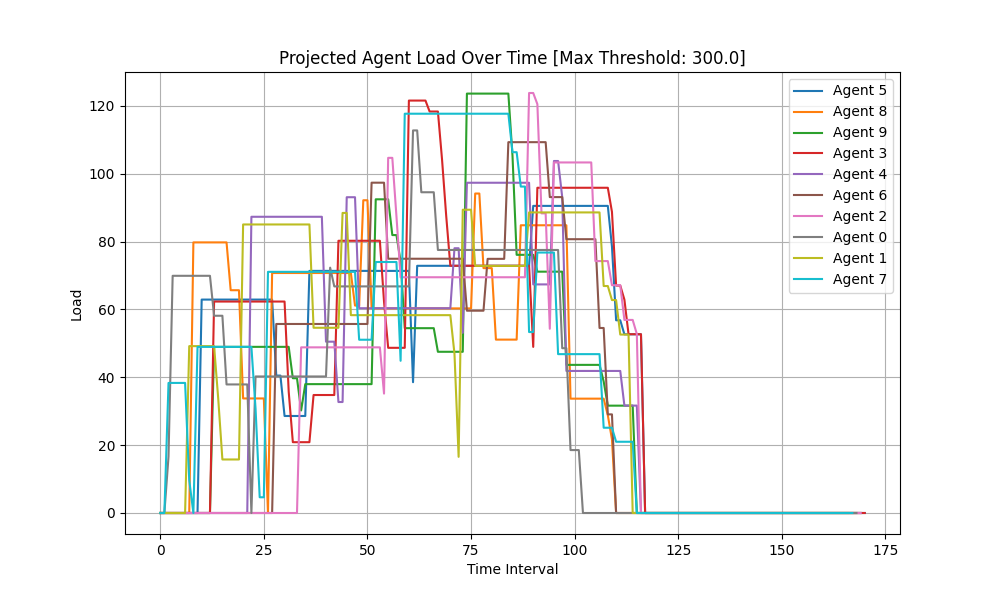 Projected Agent Load Over Time [Max Threshold: 300.0]
Load
120
100
80
60
40
20
0
0 25 50 75 100 125 150 175
Time Interval
Agent 5
Agent 8
Agent 9
Agent 3
Agent 4
Agent 6
Agent 2
Agent 0
Agent 1
Agent 7